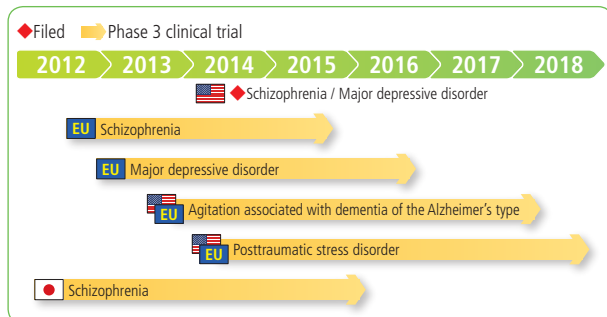 Filed Phase 3 clinical trial
2012 2013 2014 2015 2016 2017 2018
Schizophrenia / Major depressive disorder
EU Schizophrenia
EU Major depressive disorder
EU Agitation associated with dementia of the Alzheimer's type
EU Posttraumatic stress disorder
Schizophrenia